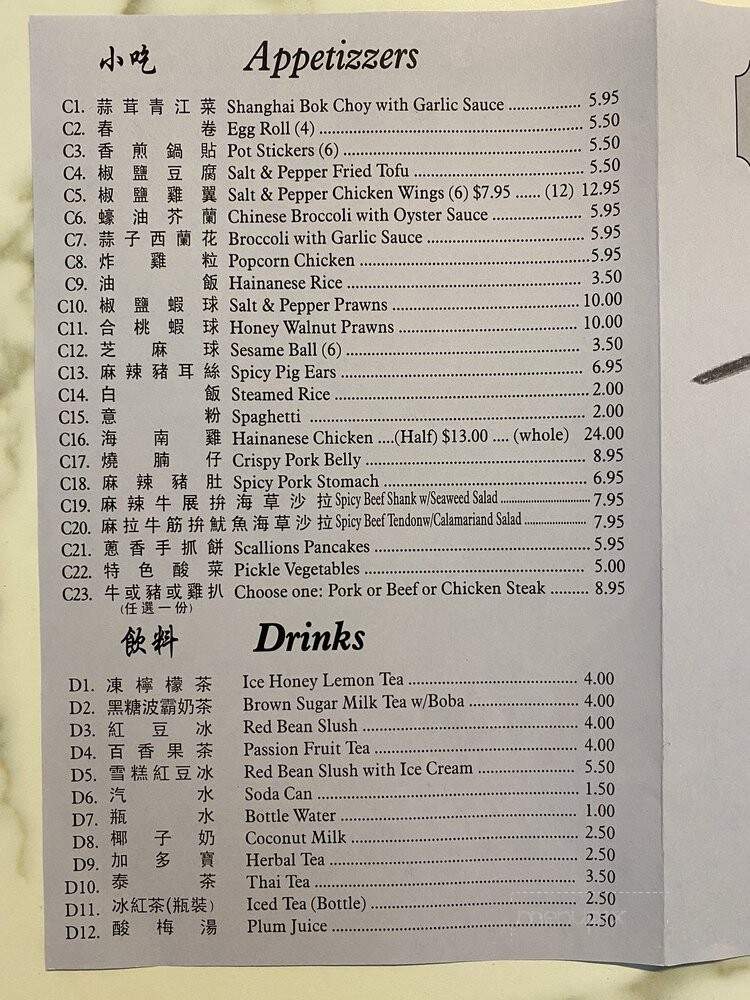 小吃 Appetizzers
C1. 蒜茸青江菜 Shanghai Bok Choy with Garlic Sauce ................ 5.95
C2. 春卷 Egg Roll (4) ................ 5.50
C3. 香煎鍋貼 Pot Stickers (6) ................ 5.50
C4. 椒鹽豆腐 Salt & Pepper Fried Tofu ................ 5.50
C5. 椒鹽雞翼 Salt & Pepper Chicken Wings (6) $7.95 ...... (12) 12.95
C6. 蠔油芥蘭 Chinese Broccoli with Oyster Sauce ................ 5.95
C7. 蒜子西蘭花 Broccoli with Garlic Sauce ................ 5.95
C8. 炸雞粒 Popcorn Chicken ................ 5.95
C9. 油飯 Hainanese Rice ................ 3.50
C10. 椒鹽蝦球 Salt & Pepper Prawns ................ 10.00
C11. 合桃蝦球 Honey Walnut Prawns ................ 10.00
C12. 芝麻球 Sesame Ball (6) ................ 3.50
C13. 麻辣豬耳絲 Spicy Pig Ears ................ 6.95
C14. 白飯 Steamed Rice ................ 2.00
C15. 意粉 Spaghetti ................ 2.00
C16. 海南雞 Hainanese Chicken ....(Half) $13.00 .... (whole) 24.00
C17. 燒腩仔 Crispy Pork Belly ................ 8.95
C18. 麻辣豬肚 Spicy Pork Stomach ................ 6.95
C19. 麻辣牛展拚海草沙拉 Spicy Beef Shank w/Seaweed Salad ................ 7.95
C20. 麻拉牛筋拚魷魚海草沙拉 Spicy Beef Tendonw/Calamariand Salad ................ 7.95
C21. 蔥香手抓餅 Scallions Pancakes ................ 5.95
C22. 特色酸菜 Pickle Vegetables ................ 5.00
C23. 牛或豬或雞扒 Choose one: Pork or Beef or Chicken Steak ......... 8.95
(任選一份)
飲料 Drinks
D1. 凍檸檬茶 Ice Honey Lemon Tea ................ 4.00
D2. 黑糖波霸奶茶 Brown Sugar Milk Tea w/Boba ................ 4.00
D3. 紅豆冰 Red Bean Slush ................ 4.00
D4. 百香果茶 Passion Fruit Tea ................ 4.00
D5. 雪糕紅豆冰 Red Bean Slush with Ice Cream ................ 5.50
D6. 汽水 Soda Can ................ 1.50
D7. 瓶水 Bottle Water ................ 1.00
D8. 椰子奶 Coconut Milk ................ 2.50
D9. 加多寶 Herbal Tea ................ 2.50
D10. 泰茶 Thai Tea ................ 3.50
D11. 冰紅茶(瓶裝) Iced Tea (Bottle) ................ 2.50
D12. 酸梅湯 Plum Juice ................ 2.50